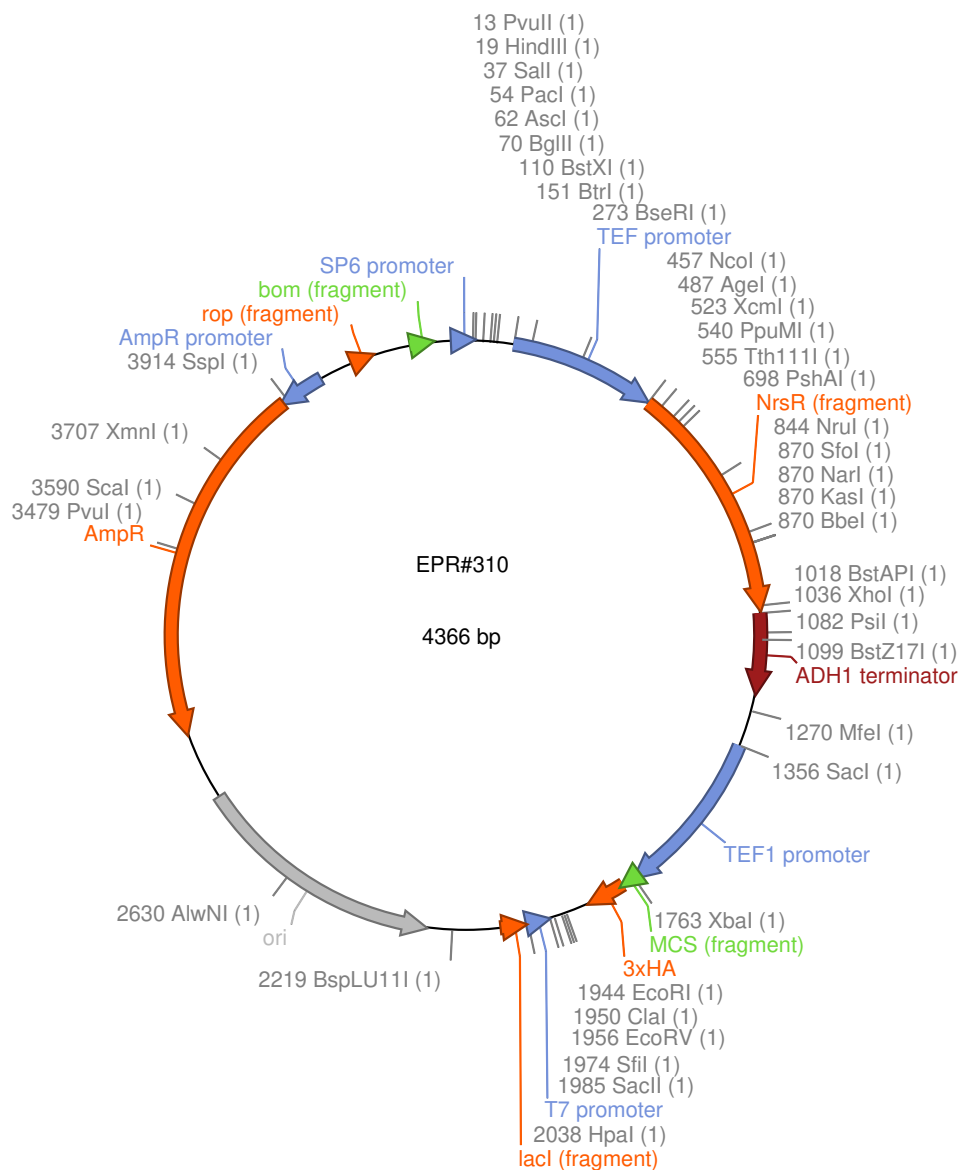 13 PvuII (1)
19 HindIII (1)
37 SalI (1)
54 PacI (1)
62 AscI (1)
70 BglII (1)
110 BstXI (1)
151 BtrI (1)
273 BseRI (1)
TEF promoter
SP6 promoter
bom (fragment)
rop (fragment)
AmpR promoter
3914 SspI (1)
3707 XmnI (1)
3590 ScaI (1)
3479 PvuI (1)
AmpR
457 NcoI (1)
487 AgeI (1)
523 XcmI (1)
540 PpuMI (1)
555 Tth111I (1)
698 PshAI (1)
NrsR (fragment)
844 NruI (1)
870 SfoI (1)
870 NarI (1)
870 KasI (1)
870 BbeI (1)
EPR#310
4366 bp
1018 BstAPI (1)
1036 XhoI (1)
1082 PsiI (1)
1099 BstZ17I (1)
ADH1 terminator
1270 MfeI (1)
1356 SacI (1)
TEF1 promoter
1763 XbaI (1)
MCS (fragment)
3xHA
2630 AlwNI (1)
ori
2219 BspLU11I (1)
1944 EcoRI (1)
1950 ClaI (1)
1956 EcoRV (1)
1974 SfiI (1)
1985 SacII (1)
T7 promoter
2038 HpaI (1)
lacI (fragment)